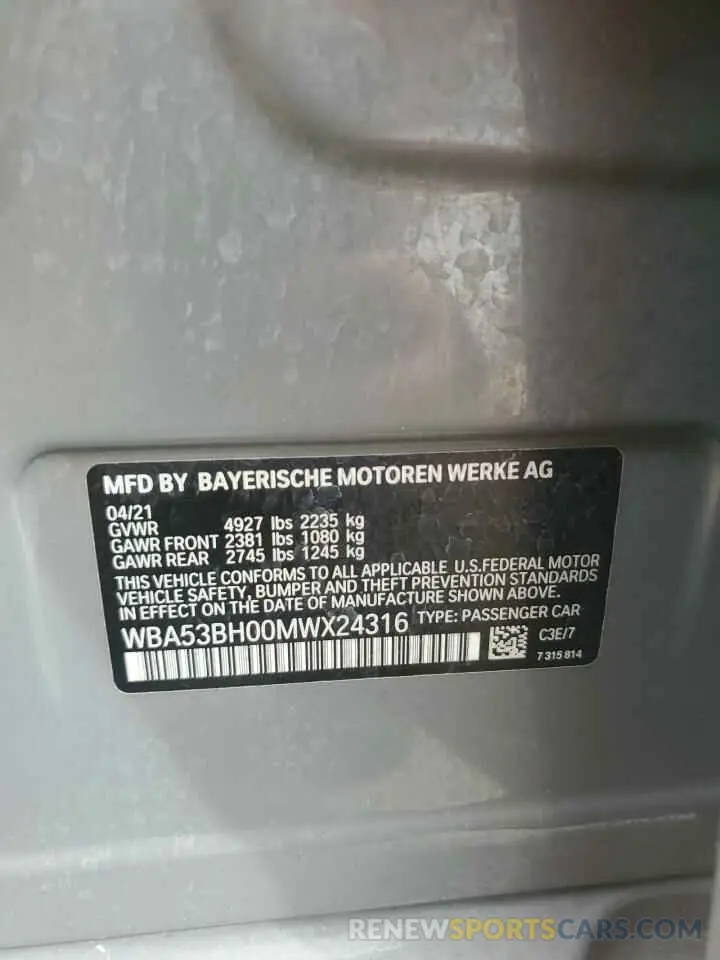 MFD BY BAYERISCHE MOTOREN WERKE AG
04/21
GVWR 4927 lbs 2235 kg
GAWR FRONT 2381 lbs 1080 kg
GAWR REAR 2745 lbs 1245 kg
THIS VEHICLE CONFORMS TO ALL APPLICABLE U.S.FEDERAL MOTOR
VEHICLE SAFETY, BUMPER AND THEFT PREVENTION STANDARDS
IN EFFECT ON THE DATE OF MANUFACTURE SHOWN ABOVE.
WBA53BH00MWX24316 TYPE: PASSENGER CAR
C3E/7
7 315 814
RENEWSPORTSCARS.COM